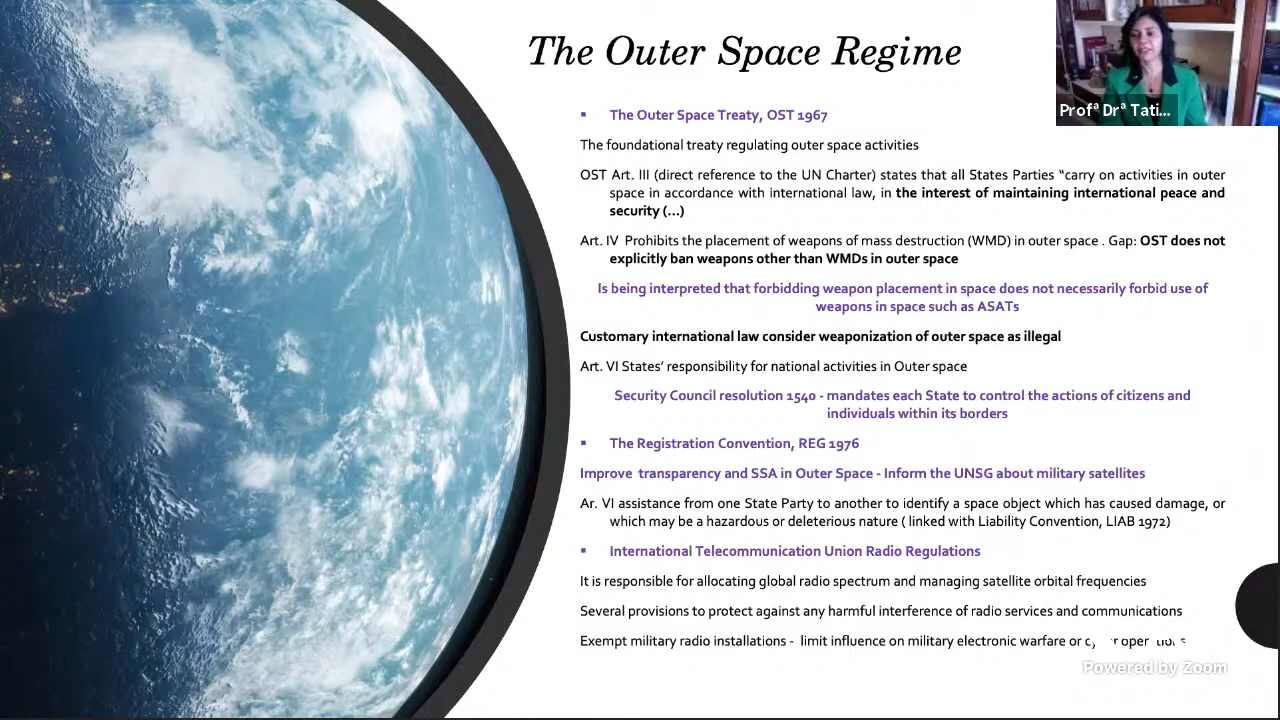 The Outer Space Regime
Profª Drª Tati...
▪ The Outer Space Treaty, OST 1967
The foundational treaty regulating outer space activities
OST Art. III (direct reference to the UN Charter) states that all States Parties “carry on activities in outer
space in accordance with international law, in the interest of maintaining international peace and
security (...)
Art. IV Prohibits the placement of weapons of mass destruction (WMD) in outer space . Gap: OST does not
explicitly ban weapons other than WMDs in outer space
Is being interpreted that forbidding weapon placement in space does not necessarily forbid use of
weapons in space such as ASATs
Customary international law consider weaponization of outer space as illegal
Art. VI States’ responsibility for national activities in Outer space
Security Council resolution 1540 - mandates each State to control the actions of citizens and
individuals within its borders
▪ The Registration Convention, REG 1976
Improve transparency and SSA in Outer Space - Inform the UNSG about military satellites
Ar. VI assistance from one State Party to another to identify a space object which has caused damage, or
which may be a hazardous or deleterious nature ( linked with Liability Convention, LIAB 1972)
▪ International Telecommunication Union Radio Regulations
It is responsible for allocating global radio spectrum and managing satellite orbital frequencies
Several provisions to protect against any harmful interference of radio services and communications
Exempt military radio installations - limit influence on military electronic warfare or
Powered by Zoom